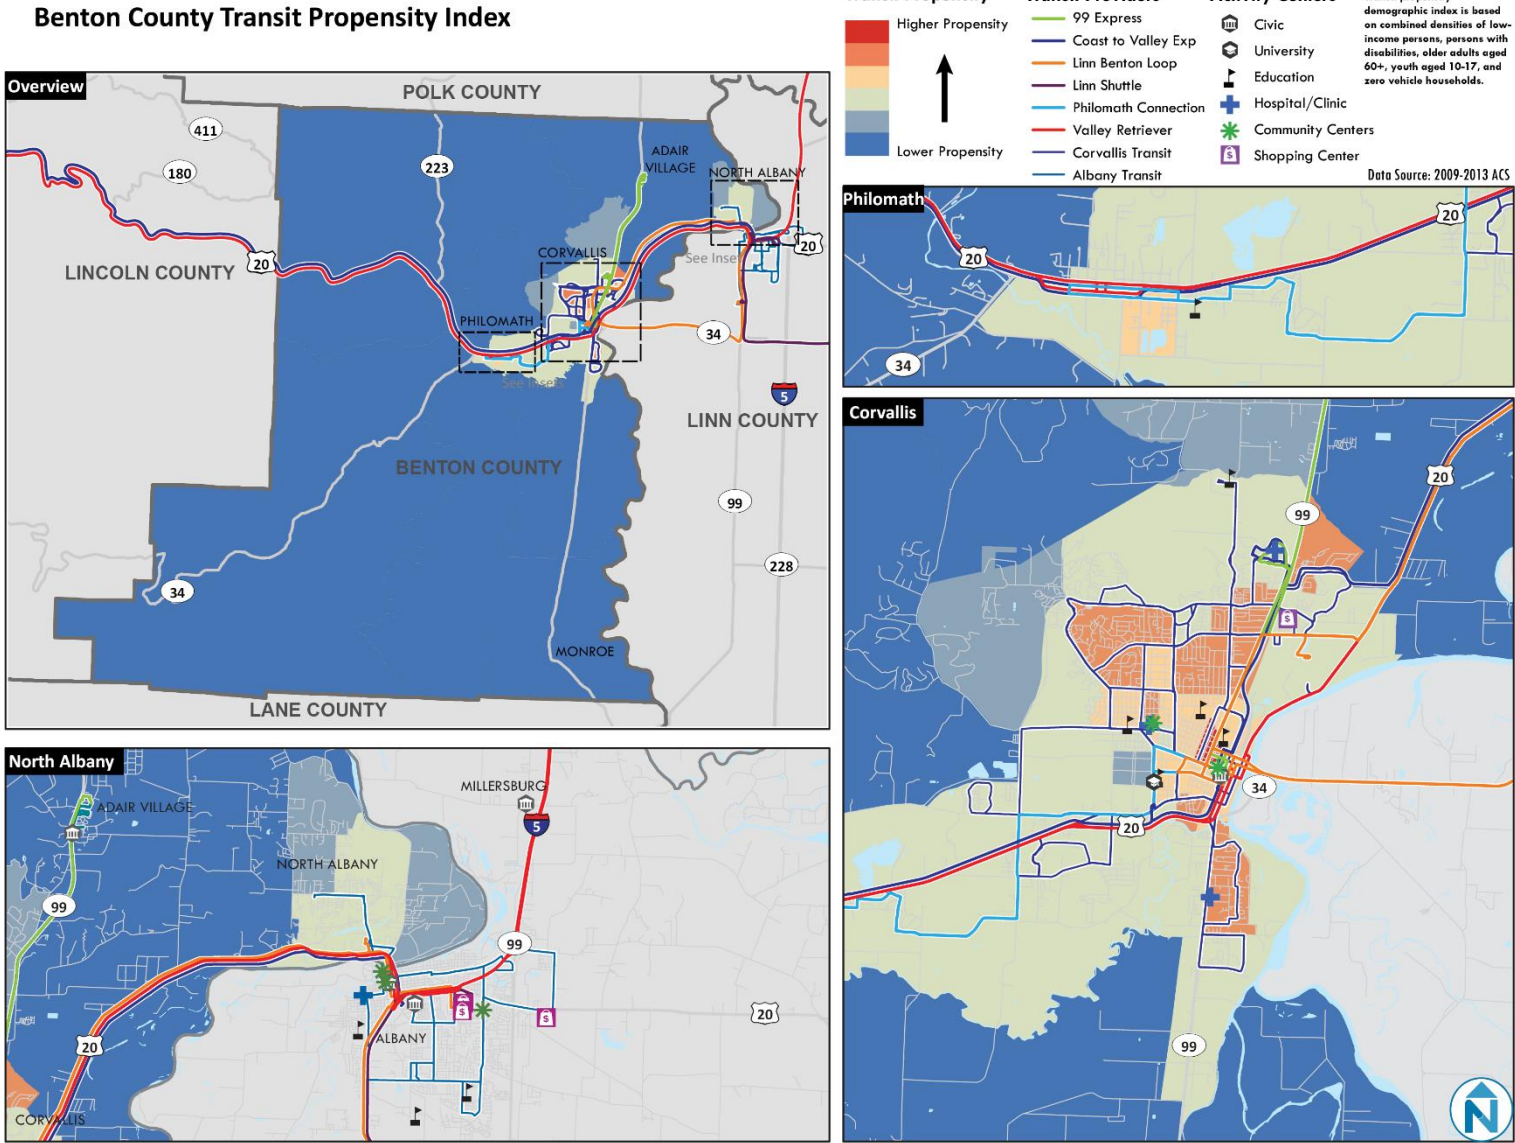 Benton County Transit Propensity Index
Higher Propensity
Lower Propensity
99 Express
Coast to Valley Exp
Linn Benton Loop
Linn Shuttle
Philomath Connection
Valley Retriever
Corvallis Transit
Albany Transit
Civic
University
Education
Hospital/Clinic
Community Centers
Shopping Center
demographic index is based
on combined densities of low-
income persons, persons with
disabilities, older adults aged
60+, youth aged 10-17, and
zero vehicle households.
Data Source: 2009-2013 ACS
Overview
POLK COUNTY
411
180
223
ADAIR
VILLAGE
NORTH ALBANY
20
20
LINCOLN COUNTY
CORVALLIS
See Inset
PHILOMATH
34
See Insets
5
LINN COUNTY
BENTON COUNTY
99
228
34
MONROE
LANE COUNTY
Philomath
20
20
34
Corvallis
20
99
34
20
99
N
North Albany
ADAIR VILLAGE
MILLERSBURG
5
NORTH ALBANY
99
99
20
20
ALBANY
CORVALLIS